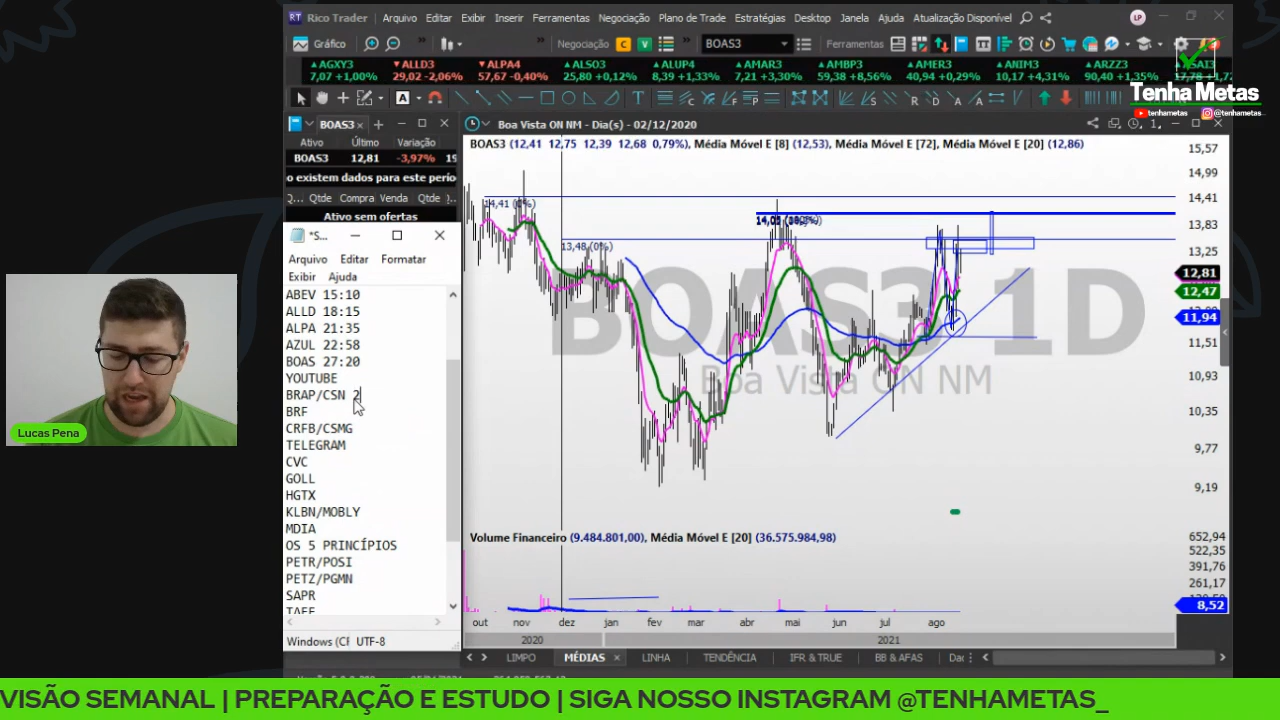 Rico Trader Arquivo Editar Exibir Inserir Ferramentas Negociação Plano de Trade Estratégias Desktop Janela Ajuda Atualização Disponível LP
Gráfico Negociação C V BOAS3 Ferramentas
AGXY3 ALLD3 ALPA4 ALSO3 ALUP4 AMAR3 AMBP3 AMER3 ANIM3 ARZZ3
7,07 +1,00% 29,02 -2,06% 57,67 -0,40% 25,80 +0,12% 8,39 +1,33% 7,21 +3,30% 59,38 +8,56% 40,94 +0,29% 10,17 +4,31% 90,40 +1,35%
Tenha Metas
tenhametas @tenhametas_
BOAS3
Ativo Último Variação
BOAS3 12,81 -3,97%
o existem dados para este perío
Q... Qtde Compra Venda Qtde
Ativo sem ofertas
*S...
Arquivo Editar Formatar
Exibir Ajuda
ABEV 15:10
ALLD 18:15
ALPA 21:35
AZUL 22:58
BOAS 27:20
YOUTUBE
BRAP/CSN 2
BRF
CRFB/CSMG
TELEGRAM
CVC
GOLL
HGTX
KLBN/MOBLY
MDIA
OS 5 PRINCÍPIOS
PETR/POSI
PETZ/PGMN
SAPR
TAEE
UTF-8
Lucas Pena
Boa Vista ON NM - Dia(s) - 02/12/2020
BOAS3 (12,41 12,75 12,39 12,68 0,79%), Média Móvel E [8] (12,53), Média Móvel E [72], Média Móvel E [20] (12,86)
14,41 (0%)
13,48 (0%)
BOAS3 1D
Boa Vista ON NM
15,57
14,99
14,41
13,83
13,25
12,81
12,47
11,94
11,51
10,93
10,35
9,77
9,19
Volume Financeiro (9.484.801,00), Média Móvel E [20] (36.575.984,98)
652,94
522,35
391,76
261,17
8,52
out nov dez jan fev mar abr mai jun jul ago
2020 2021
LIMPO MÉDIAS LINHA TENDÊNCIA IFR & TRUE BB & AFAS
VISÃO SEMANAL | PREPARAÇÃO E ESTUDO | SIGA NOSSO INSTAGRAM @TENHAMETAS_